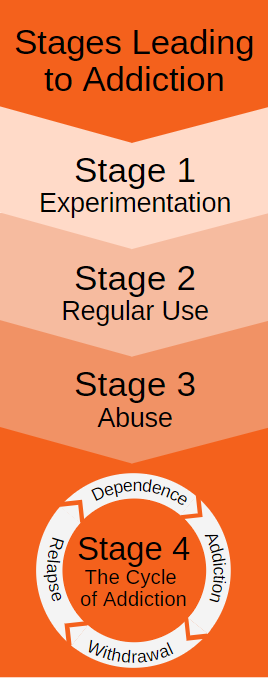 Stages Leading
to Addiction
Stage 1
Experimentation
Stage 2
Regular Use
Stage 3
Abuse
Dependence
Addiction
Withdrawal
Relapse
Stage 4
The Cycle
of Addiction